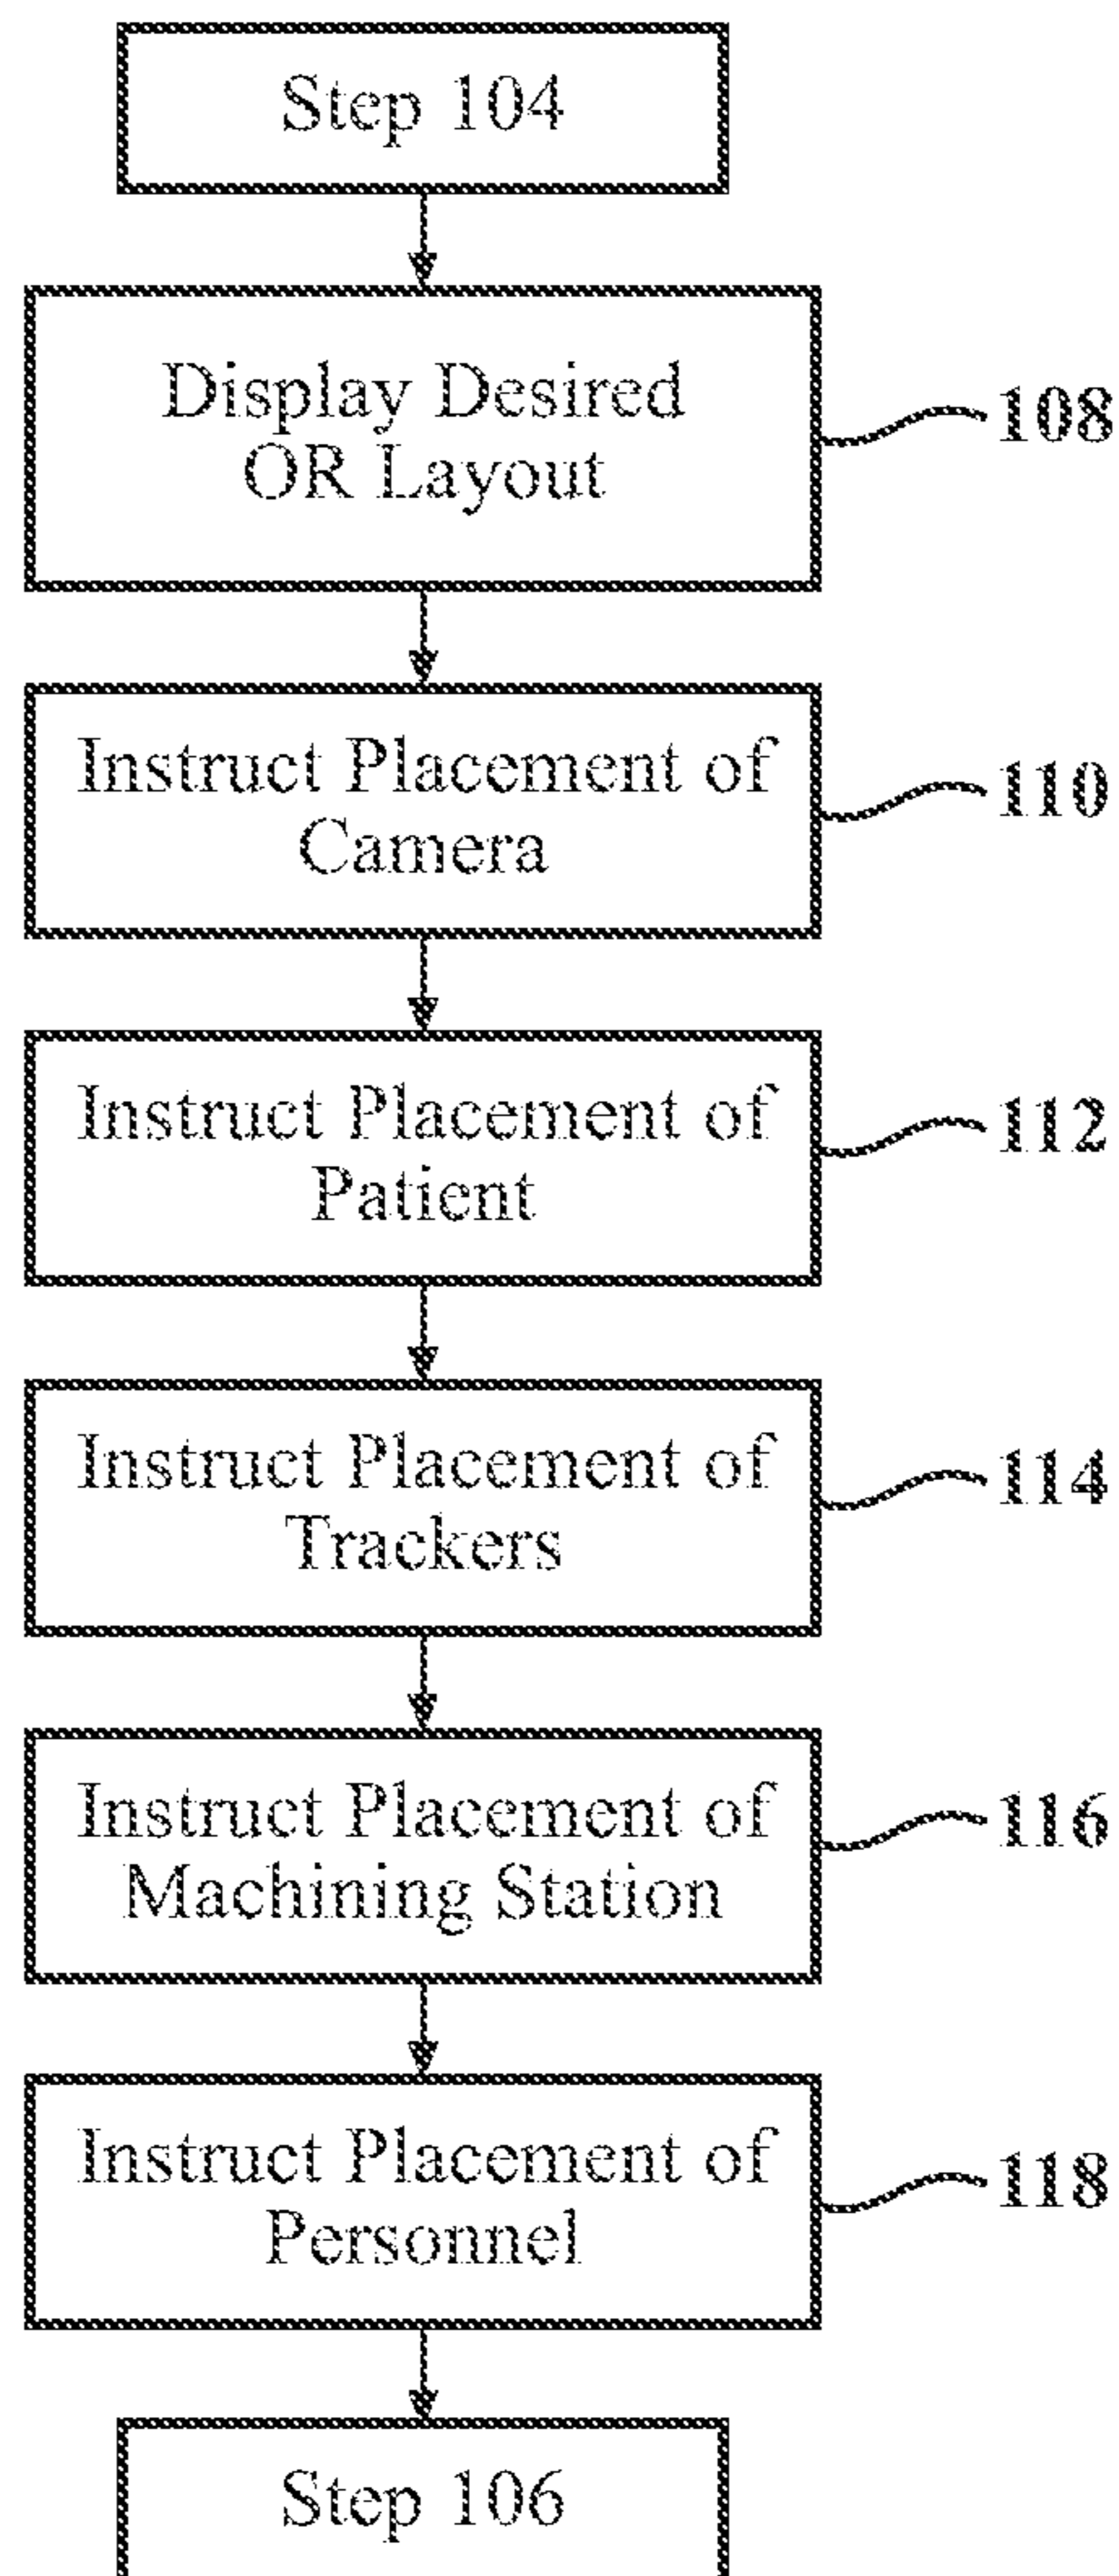 Step 104
Display Desired
OR Layout
108
Instruct Placement of
Camera
110
Instruct Placement of
Patient
112
Instruct Placement of
Trackers
114
Instruct Placement of
Machining Station
116
Instruct Placement of
Personnel
118
Step 106